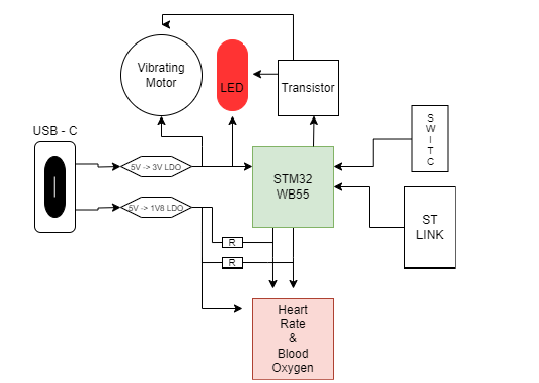 Vibrating
Motor
LED
Transistor
USB - C
5V -> 3V LDO
5V -> 1V8 LDO
STM32
WB55
S
W
I
T
C
ST
LINK
R
R
Heart
Rate
&
Blood
Oxygen